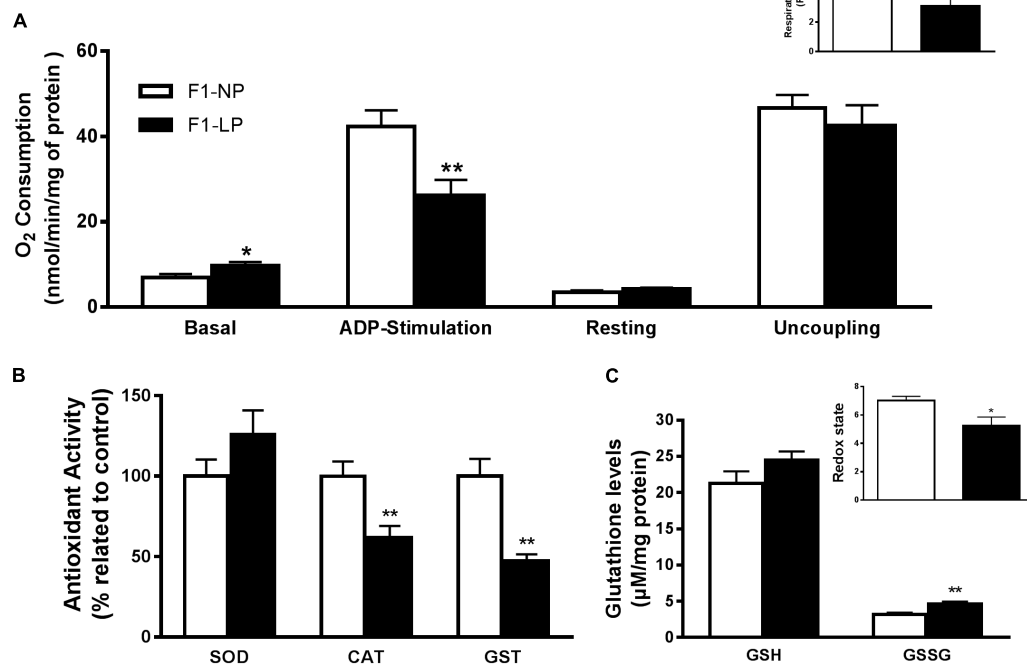 A
60
40
20
0
O2 Consumption
(nmol/min/mg of protein )
F1-NP
F1-LP
*
**
Basal
ADP-Stimulation
Resting
Uncoupling
2
0
B
150
100
50
0
Antioxidant Activity
(% related to control)
**
**
SOD
CAT
GST
C
30
25
20
15
10
5
0
Glutathione levels
(µM/mg protein)
**
GSH
GSSG
8
6
4
2
0
Redox state
*